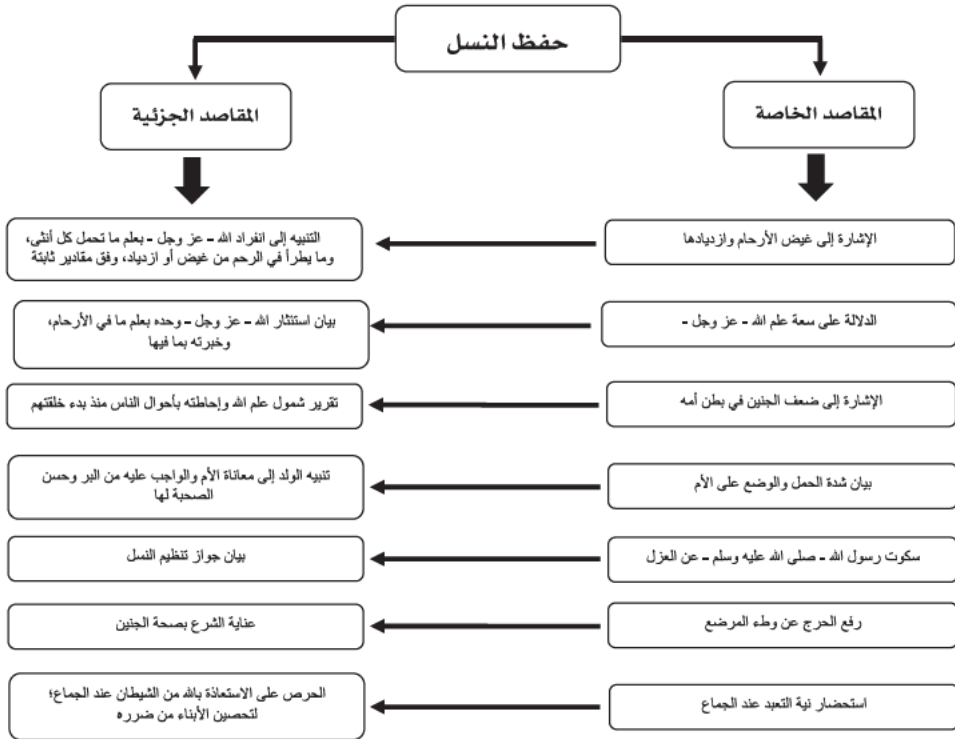 حفظ النسل
المقاصد الخاصة
المقاصد الجزئية
الإشارة إلى غيض الأرحام وازديادها
التنبيه إلى انفراد الله - عز وجل - بعلم ما تحمل كل أنثى،
وما يطرأ في الرحم من غيض أو ازدياد، وفق مقادير ثابتة
الدلالة على سعة علم الله - عز وجل -
بيان استئثار الله - عز وجل - وحده بعلم ما في الأرحام،
وخبرته بما فيها
الإشارة إلى ضعف الجنين في بطن أمه
تقرير شمول علم الله وإحاطته بأحوال الناس منذ بدء خلقتهم
بيان شدة الحمل والوضع على الأم
تنبيه الولد إلى معاناة الأم والواجب عليه من البر وحسن
الصحبة لها
سكوت رسول الله - صلى الله عليه وسلم - عن العزل
بيان جواز تنظيم النسل
رفع الحرج عن وطء المرضع
عناية الشرع بصحة الجنين
استحضار نية التعبد عند الجماع
الحرص على الاستعاذة بالله من الشيطان عند الجماع؛
لتحصين الأبناء من ضرره